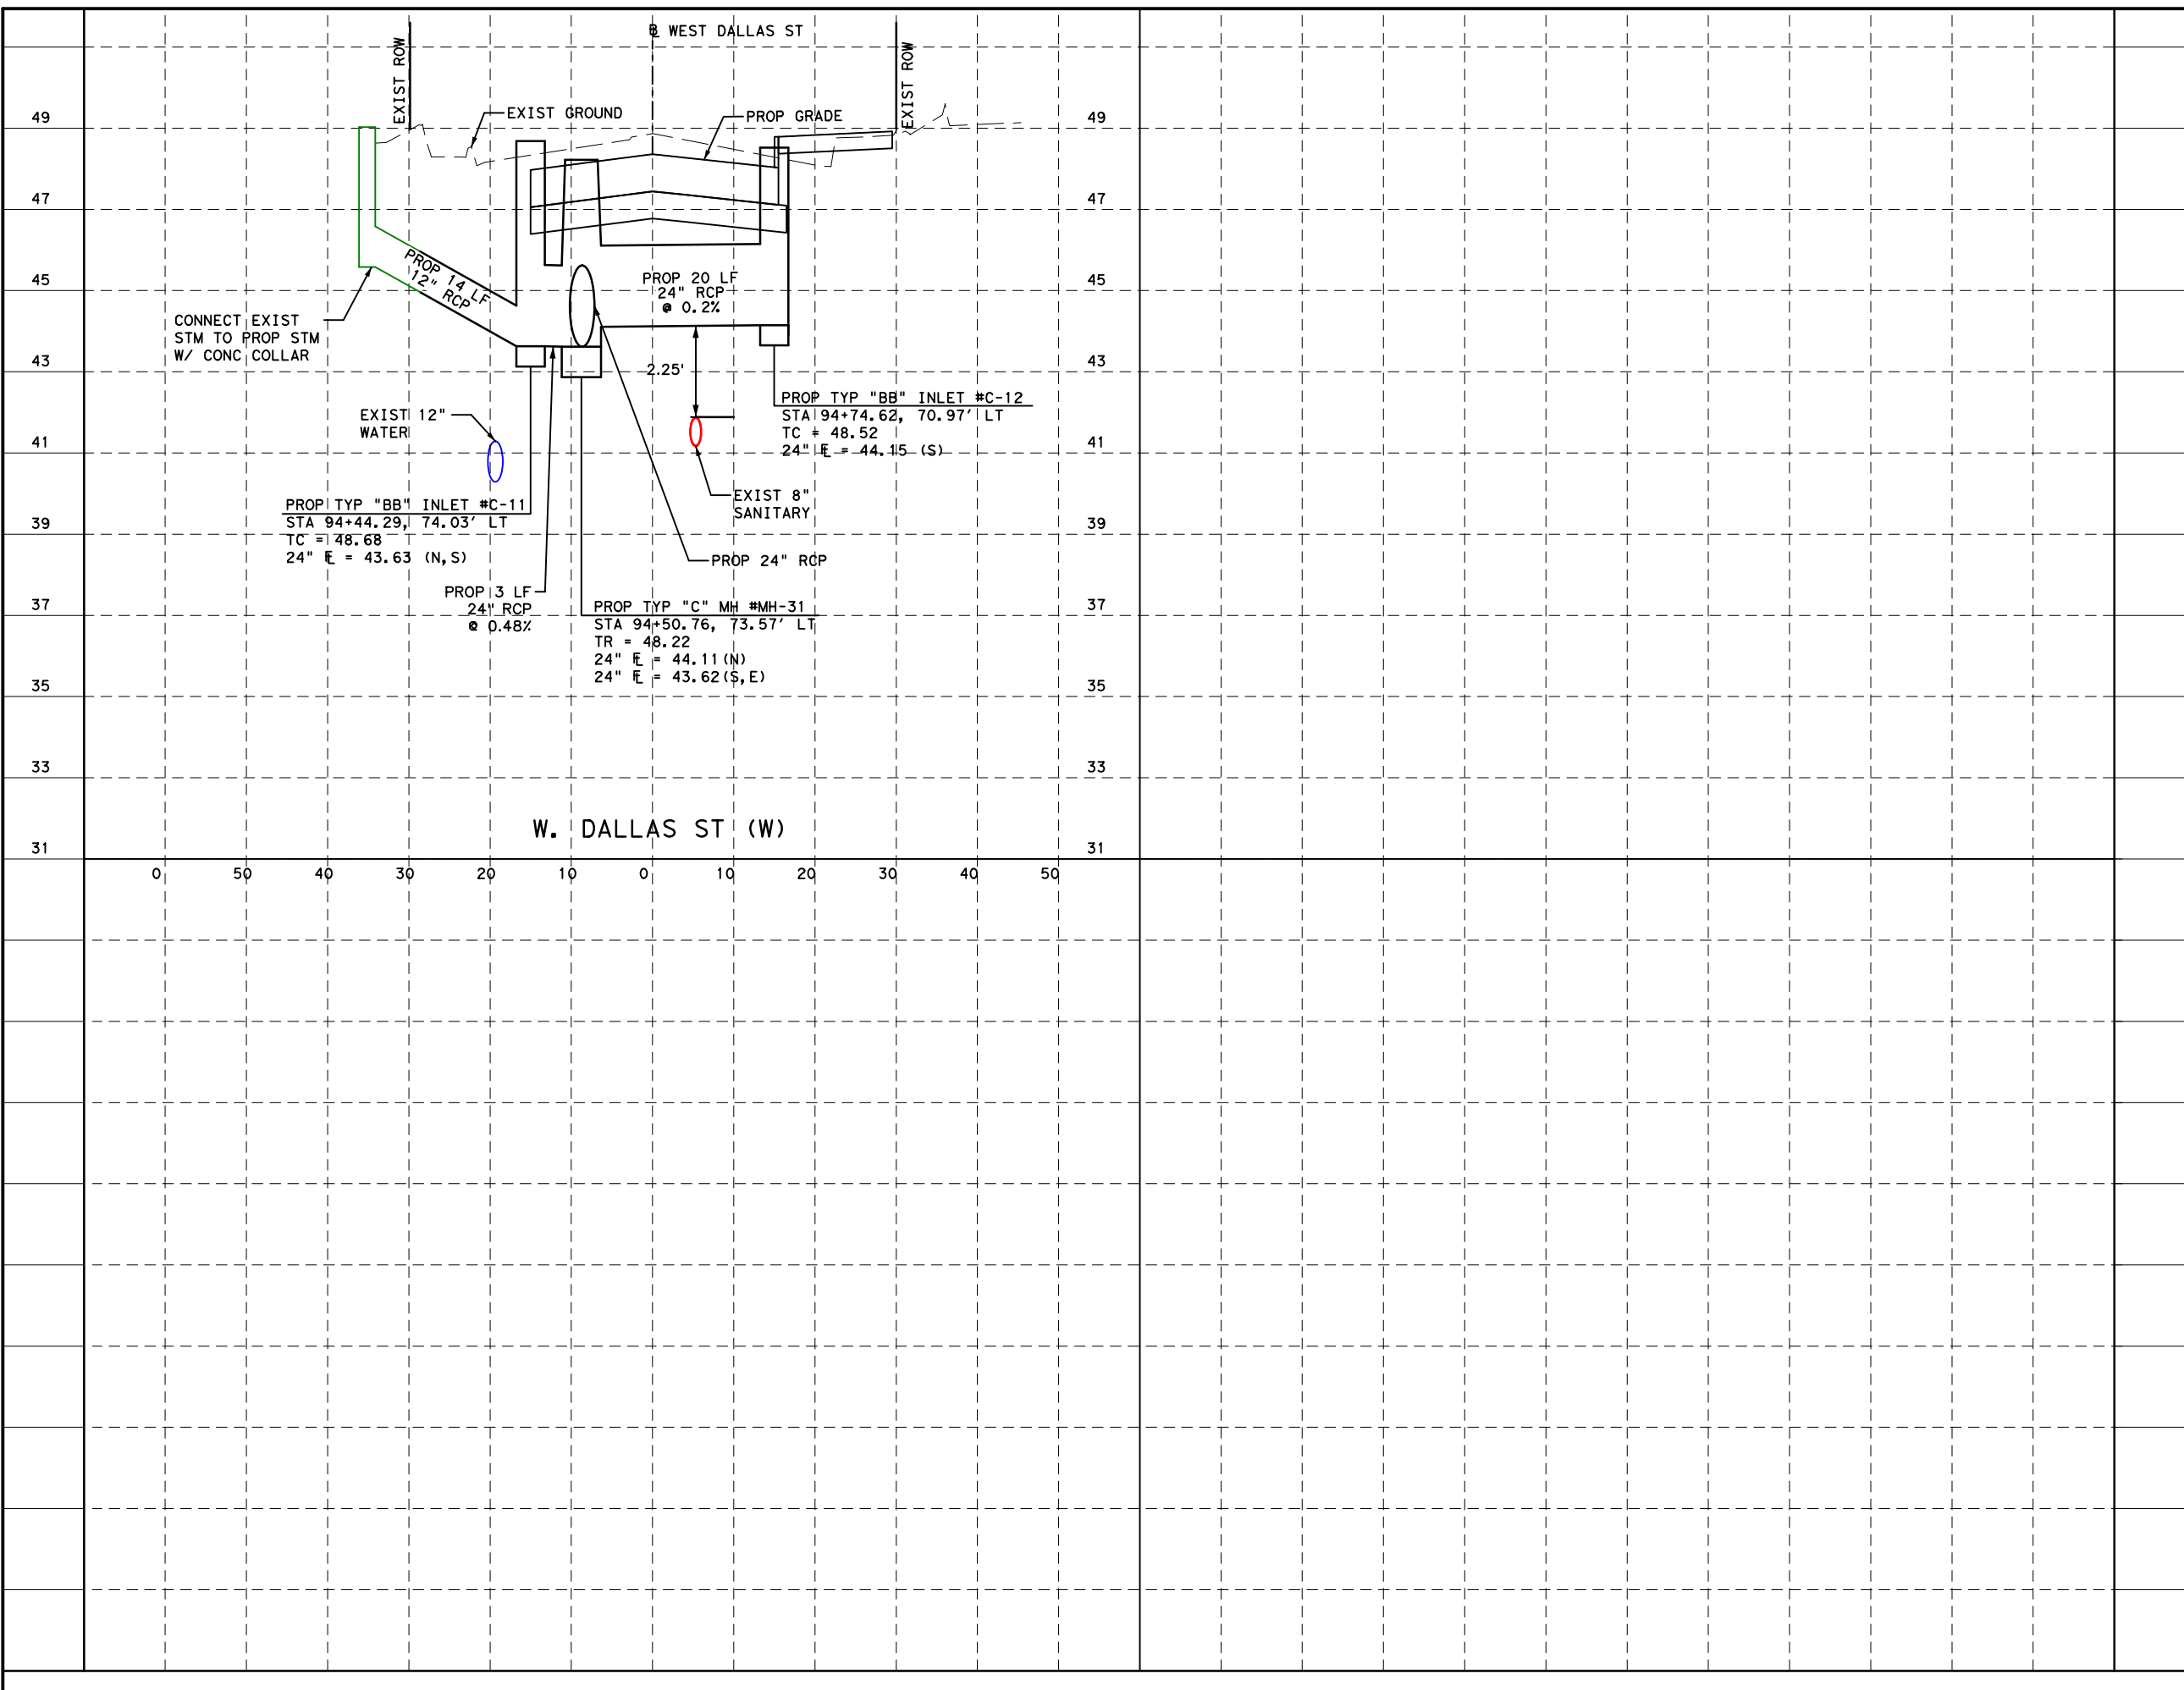 ℄ WEST DALLAS ST
EXIST ROW
EXIST ROW
EXIST GROUND
PROP GRADE
49
49
47
47
PROP 14 LF
12" RCP
PROP 20 LF
24" RCP
@ 0.2%
45
45
CONNECT EXIST
STM TO PROP STM
W/ CONC COLLAR
43
43
2.25'
PROP TYP "BB" INLET #C-12
STA 94+74.62, 70.97' LT
TC = 48.52
24" FL = 44.15 (S)
EXIST 12"
WATER
41
41
EXIST 8"
SANITARY
PROP TYP "BB" INLET #C-11
STA 94+44.29, 74.03' LT
TC = 48.68
24" FL = 43.63 (N,S)
39
39
PROP 24" RCP
PROP 3 LF
24" RCP
@ 0.48%
PROP TYP "C" MH #MH-31
STA 94+50.76, 73.57' LT
TR = 48.22
24" FL = 44.11(N)
24" FL = 43.62(S,E)
37
37
35
35
33
33
W. DALLAS ST (W)
31
31
0 50 40 30 20 10 0 10 20 30 40 50